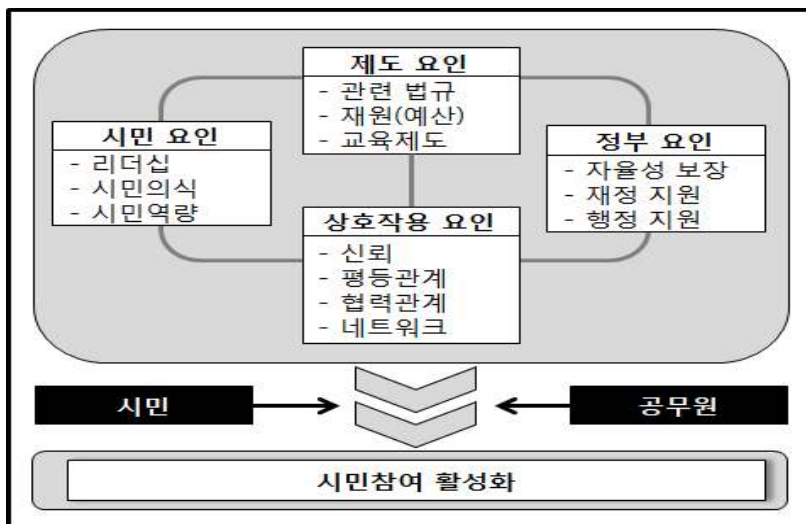 제도 요인
- 관련 법규
- 재원(예산)
- 교육제도
시민 요인
- 리더십
- 시민의식
- 시민역량
정부 요인
- 자율성 보장
- 재정 지원
- 행정 지원
상호작용 요인
- 신뢰
- 평등관계
- 협력관계
- 네트워크
시민
공무원
시민참여 활성화